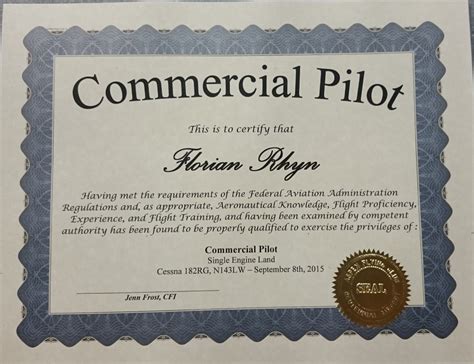 Commercial Pilot
This is to certify that
Florian Rhyn
Having met the requirements of the Federal Aviation Administration
Regulations and, as appropriate, Aeronautical Knowledge, Flight Proficiency,
Experience, and Flight Training, and having been examined by competent
authority has been found to be properly qualified to exercise the privileges of :
Commercial Pilot
Single Engine Land
Cessna 182RG, N143LW – September 8th, 2015
Jenn Frost, CFI
SEAL